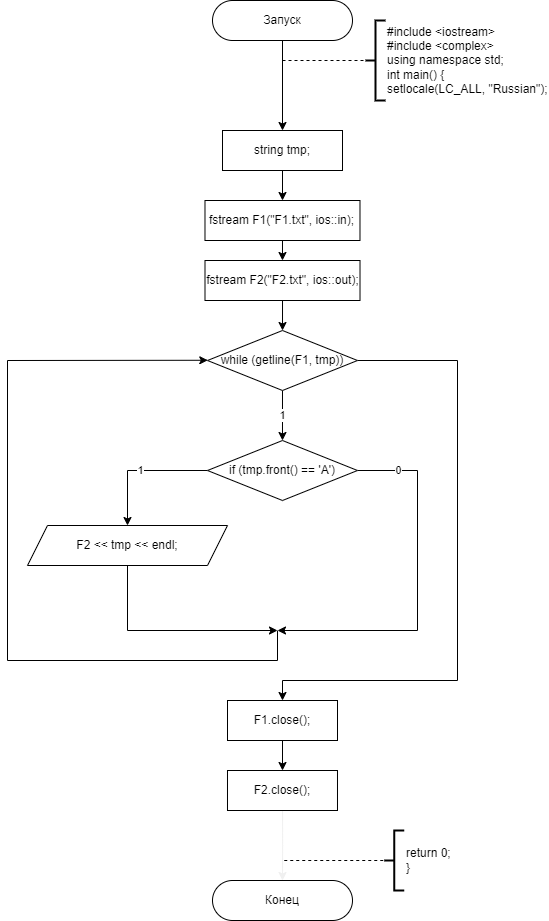 Запуск
#include <iostream>
#include <complex>
using namespace std;
int main() {
setlocale(LC_ALL, "Russian");
string tmp;
fstream F1("F1.txt", ios::in);
fstream F2("F2.txt", ios::out);
while (getline(F1, tmp))
1
if (tmp.front() == 'A')
1
0
F2 << tmp << endl;
F1.close();
F2.close();
return 0;
}
Конец